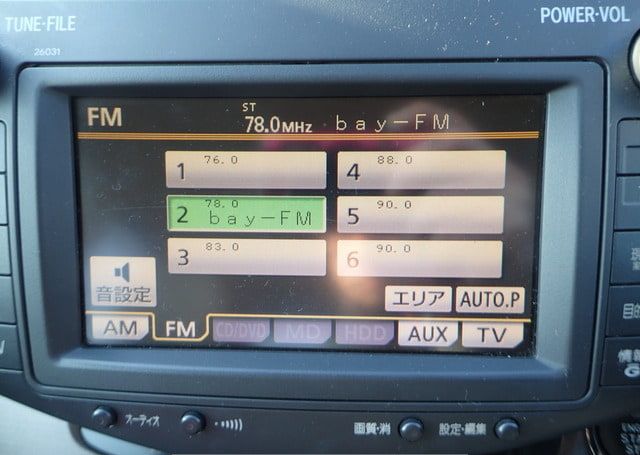 TUNE·FILE
POWER·VOL
26031
FM
ST
78.0MHz bay−FM
1 76.0
4 88.0
2 78.0 bay−FM
5 90.0
3 83.0
6 90.0
音設定
エリア
AUTO.P
AM
FM
CD/DVD
MD
HDD
AUX
TV
オーディオ
画質·消
設定·編集